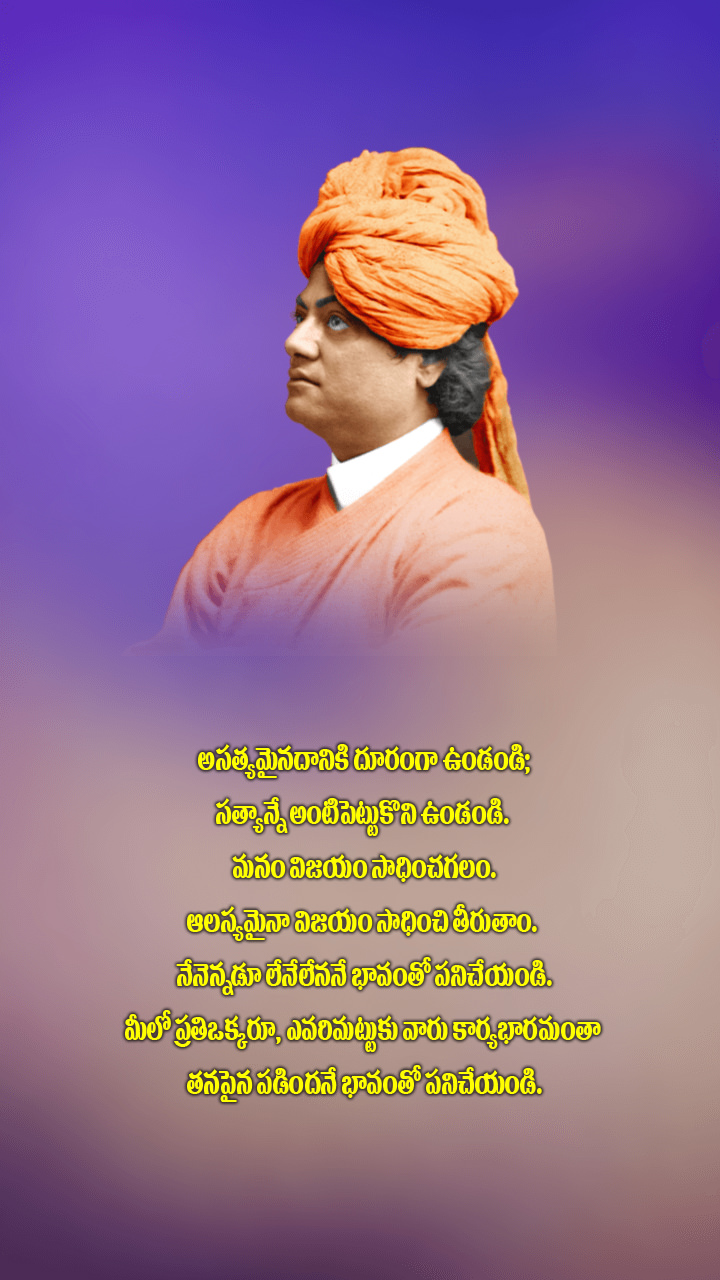 అసత్యమైనదానికి దూరంగా ఉండండి;
సత్యాన్నే అంటిపెట్టుకొని ఉండండి.
మనం విజయం సాధించగలం.
ఆలస్యమైనా విజయం సాధించి తీరుతాం.
నేనెన్నడూ లేనేలేననే భావంతో పనిచేయండి.
మీలో ప్రతిఒక్కరూ, ఎవరిమట్టుకు వారు కార్యభారమంతా
తనపైన పడిందనే భావంతో పనిచేయండి.